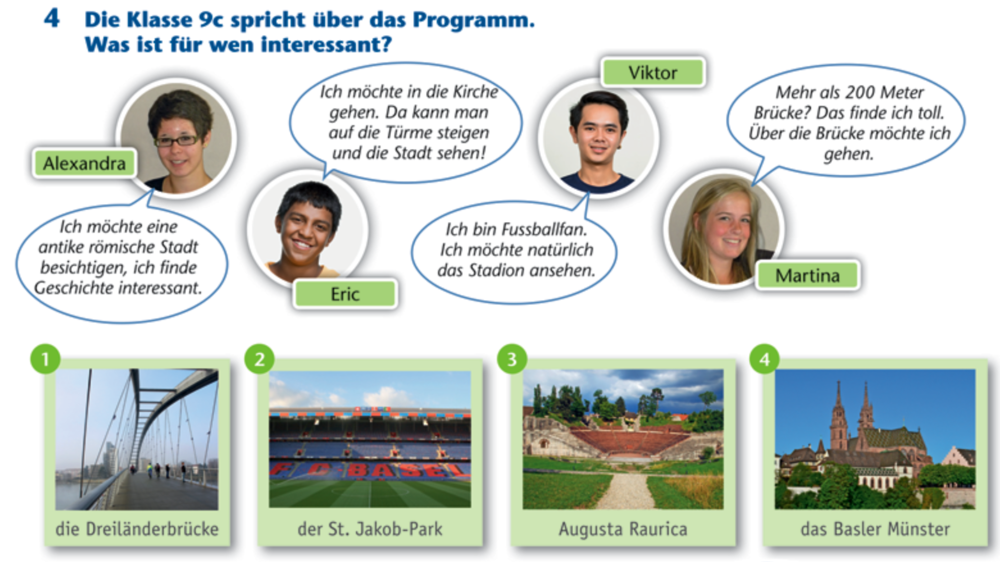 4 Die Klasse 9c spricht über das Programm.
Was ist für wen interessant?
Alexandra
Ich möchte eine
antike römische Stadt
besichtigen, ich finde
Geschichte interessant.
Ich möchte in die Kirche
gehen. Da kann man
auf die Türme steigen
und die Stadt sehen!
Eric
Viktor
Ich bin Fussballfan.
Ich möchte natürlich
das Stadion ansehen.
Mehr als 200 Meter
Brücke? Das finde ich toll.
Über die Brücke möchte ich
gehen.
Martina
1
die Dreiländerbrücke
2
FC BASEL
der St. Jakob-Park
3
Augusta Raurica
4
das Basler Münster